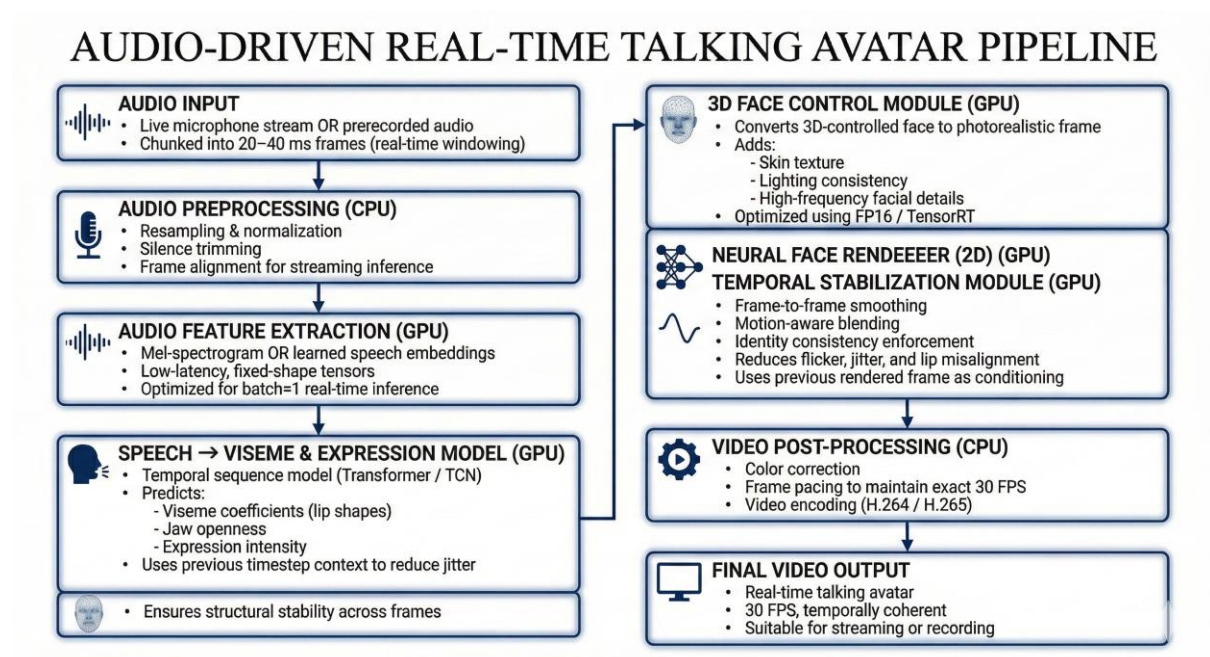 AUDIO-DRIVEN REAL-TIME TALKING AVATAR PIPELINE
AUDIO INPUT
• Live microphone stream OR prerecorded audio
• Chunked into 20–40 ms frames (real-time windowing)
AUDIO PREPROCESSING (CPU)
• Resampling & normalization
• Silence trimming
• Frame alignment for streaming inference
AUDIO FEATURE EXTRACTION (GPU)
• Mel-spectrogram OR learned speech embeddings
• Low-latency, fixed-shape tensors
• Optimized for batch=1 real-time inference
SPEECH → VISEME & EXPRESSION MODEL (GPU)
• Temporal sequence model (Transformer / TCN)
• Predicts:
- Viseme coefficients (lip shapes)
- Jaw openness
- Expression intensity
• Uses previous timestep context to reduce jitter
• Ensures structural stability across frames
3D FACE CONTROL MODULE (GPU)
• Converts 3D-controlled face to photorealistic frame
• Adds:
- Skin texture
- Lighting consistency
- High-frequency facial details
• Optimized using FP16 / TensorRT
NEURAL FACE RENDEEEER (2D) (GPU)
TEMPORAL STABILIZATION MODULE (GPU)
• Frame-to-frame smoothing
• Motion-aware blending
• Identity consistency enforcement
• Reduces flicker, jitter, and lip misalignment
• Uses previous rendered frame as conditioning
VIDEO POST-PROCESSING (CPU)
• Color correction
• Frame pacing to maintain exact 30 FPS
• Video encoding (H.264 / H.265)
FINAL VIDEO OUTPUT
• Real-time talking avatar
• 30 FPS, temporally coherent
• Suitable for streaming or recording